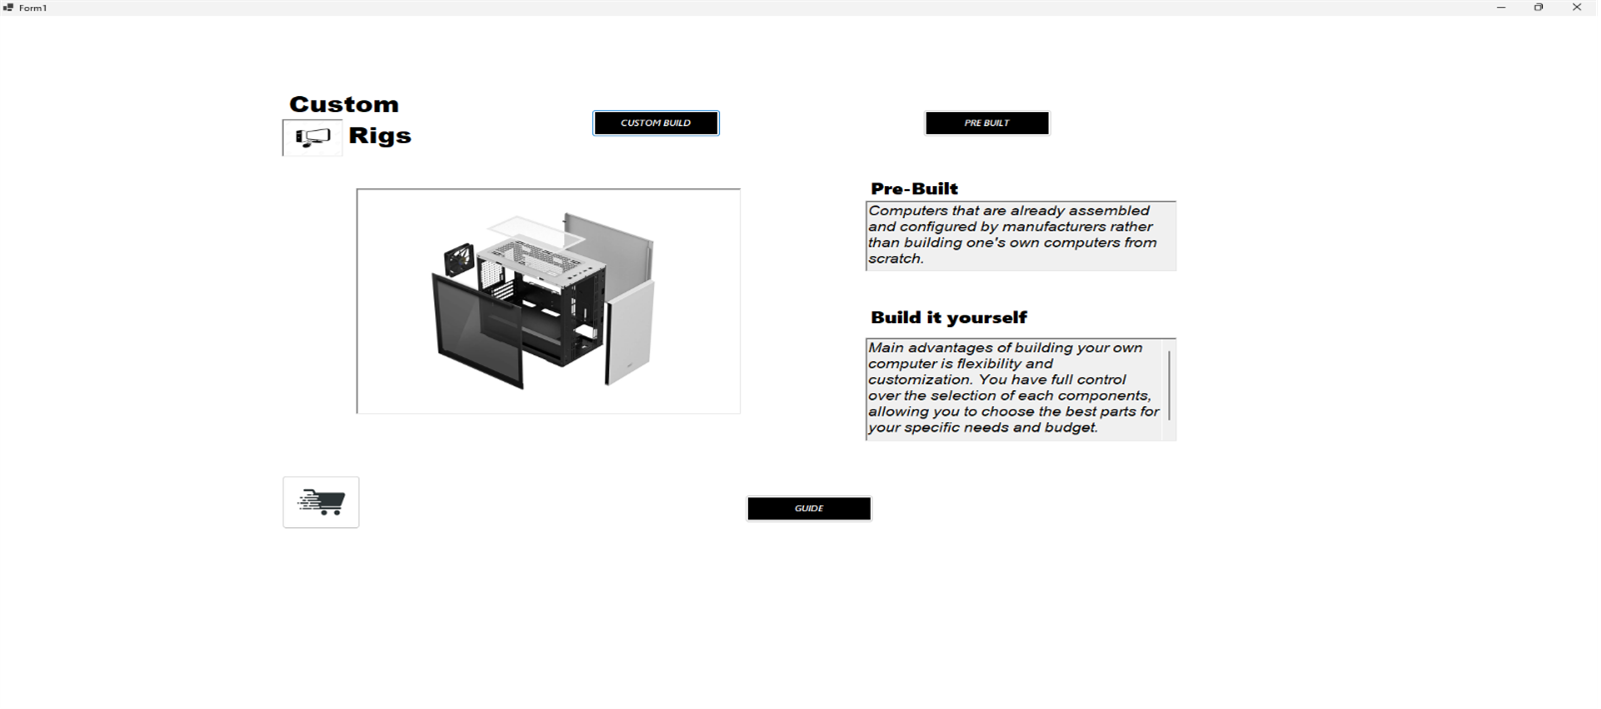 Form1
Custom
Rigs
CUSTOM BUILD
PRE BUILT
Pre-Built
Computers that are already assembled
and configured by manufacturers rather
than building one's own computers from
scratch.
Build it yourself
Main advantages of building your own
computer is flexibility and
customization. You have full control
over the selection of each components,
allowing you to choose the best parts for
your specific needs and budget.
GUIDE